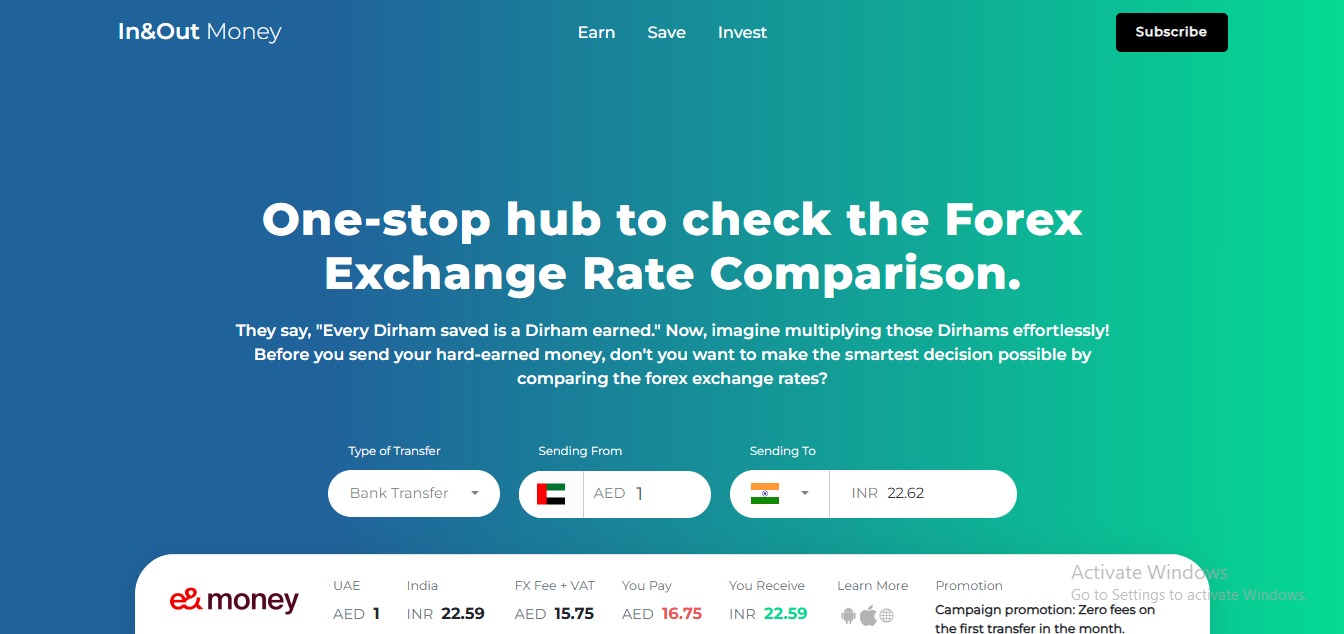 In&Out Money
Earn Save Invest
Subscribe
One-stop hub to check the Forex
Exchange Rate Comparison.
They say, "Every Dirham saved is a Dirham earned." Now, imagine multiplying those Dirhams effortlessly!
Before you send your hard-earned money, don't you want to make the smartest decision possible by
comparing the forex exchange rates?
Type of Transfer Sending From Sending To
Bank Transfer AED 1 INR 22.62
e& money
UAE India FX Fee + VAT You Pay You Receive Learn More Promotion
AED 1 INR 22.59 AED 15.75 AED 16.75 INR 22.59
Campaign promotion: Zero fees on
the first transfer in the month.
Activate Windows
Go to Settings to activate Windows.